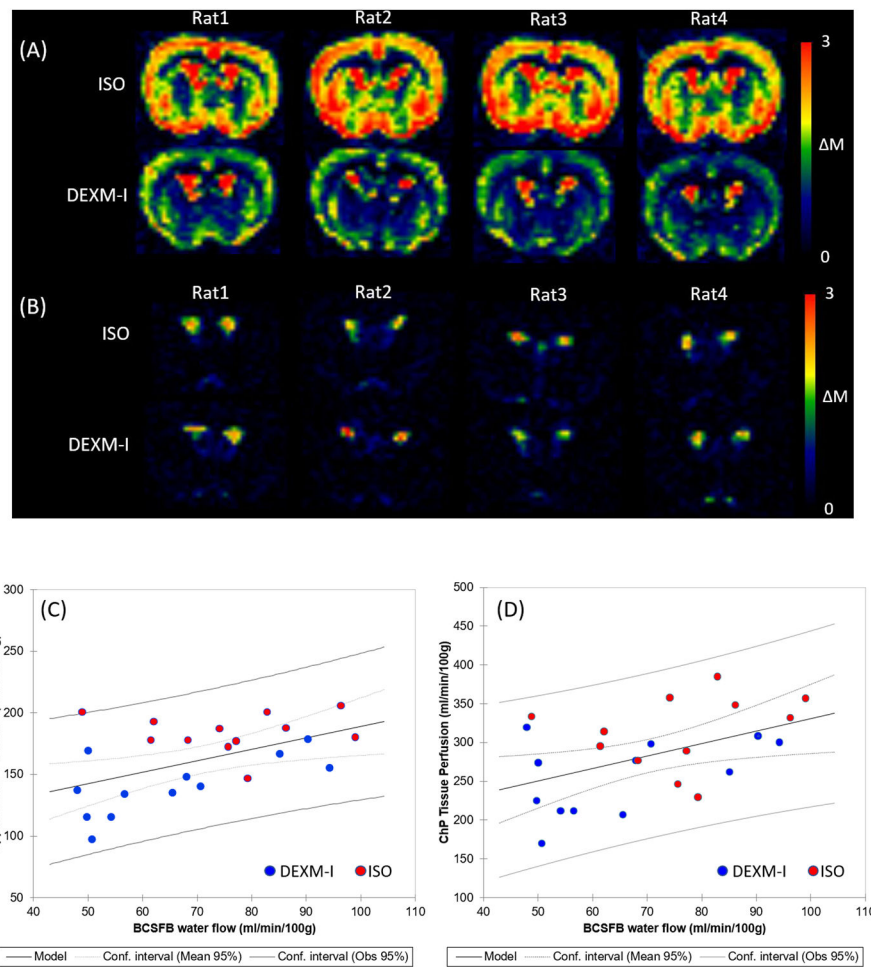 Rat1 Rat2 Rat3 Rat4
(A)
3
ISO
ΔM
DEXM-I
0
Rat1 Rat2 Rat3 Rat4
(B)
3
ISO
ΔM
DEXM-I
0
300
(C)
250
200
150
100
50
DEXM-I ISO
40 50 60 70 80 90 100 110
BCSFB water flow (ml/min/100g)
Model Conf. interval (Mean 95%) Conf. interval (Obs 95%)
500
(D)
450
400
350
300
250
200
150
100
ChP Tissue Perfusion (ml/min/100g)
DEXM-I ISO
40 50 60 70 80 90 100 110
BCSFB water flow (ml/min/100g)
Model Conf. interval (Mean 95%) Conf. interval (Obs 95%)